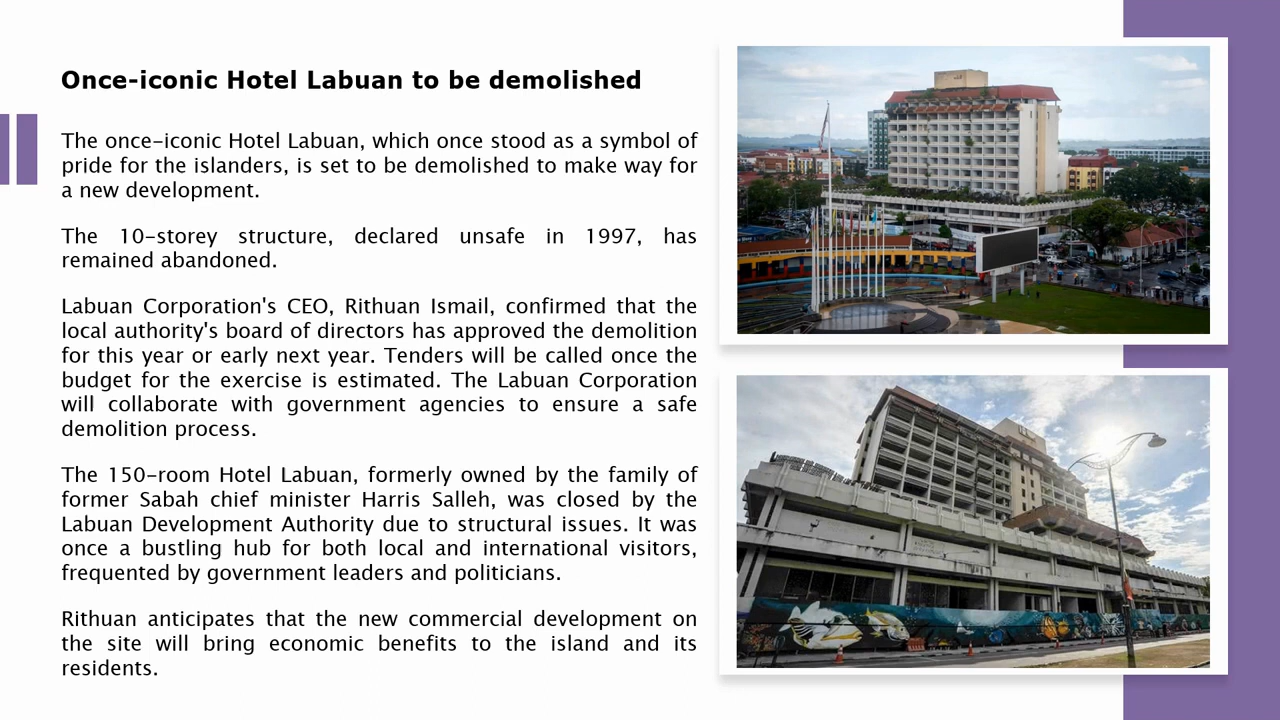 Once-iconic Hotel Labuan to be demolished
The once-iconic Hotel Labuan, which once stood as a symbol of
pride for the islanders, is set to be demolished to make way for
a new development.
The 10-storey structure, declared unsafe in 1997, has
remained abandoned.
Labuan Corporation's CEO, Rithuan Ismail, confirmed that the
local authority's board of directors has approved the demolition
for this year or early next year. Tenders will be called once the
budget for the exercise is estimated. The Labuan Corporation
will collaborate with government agencies to ensure a safe
demolition process.
The 150-room Hotel Labuan, formerly owned by the family of
former Sabah chief minister Harris Salleh, was closed by the
Labuan Development Authority due to structural issues. It was
once a bustling hub for both local and international visitors,
frequented by government leaders and politicians.
Rithuan anticipates that the new commercial development on
the site will bring economic benefits to the island and its
residents.